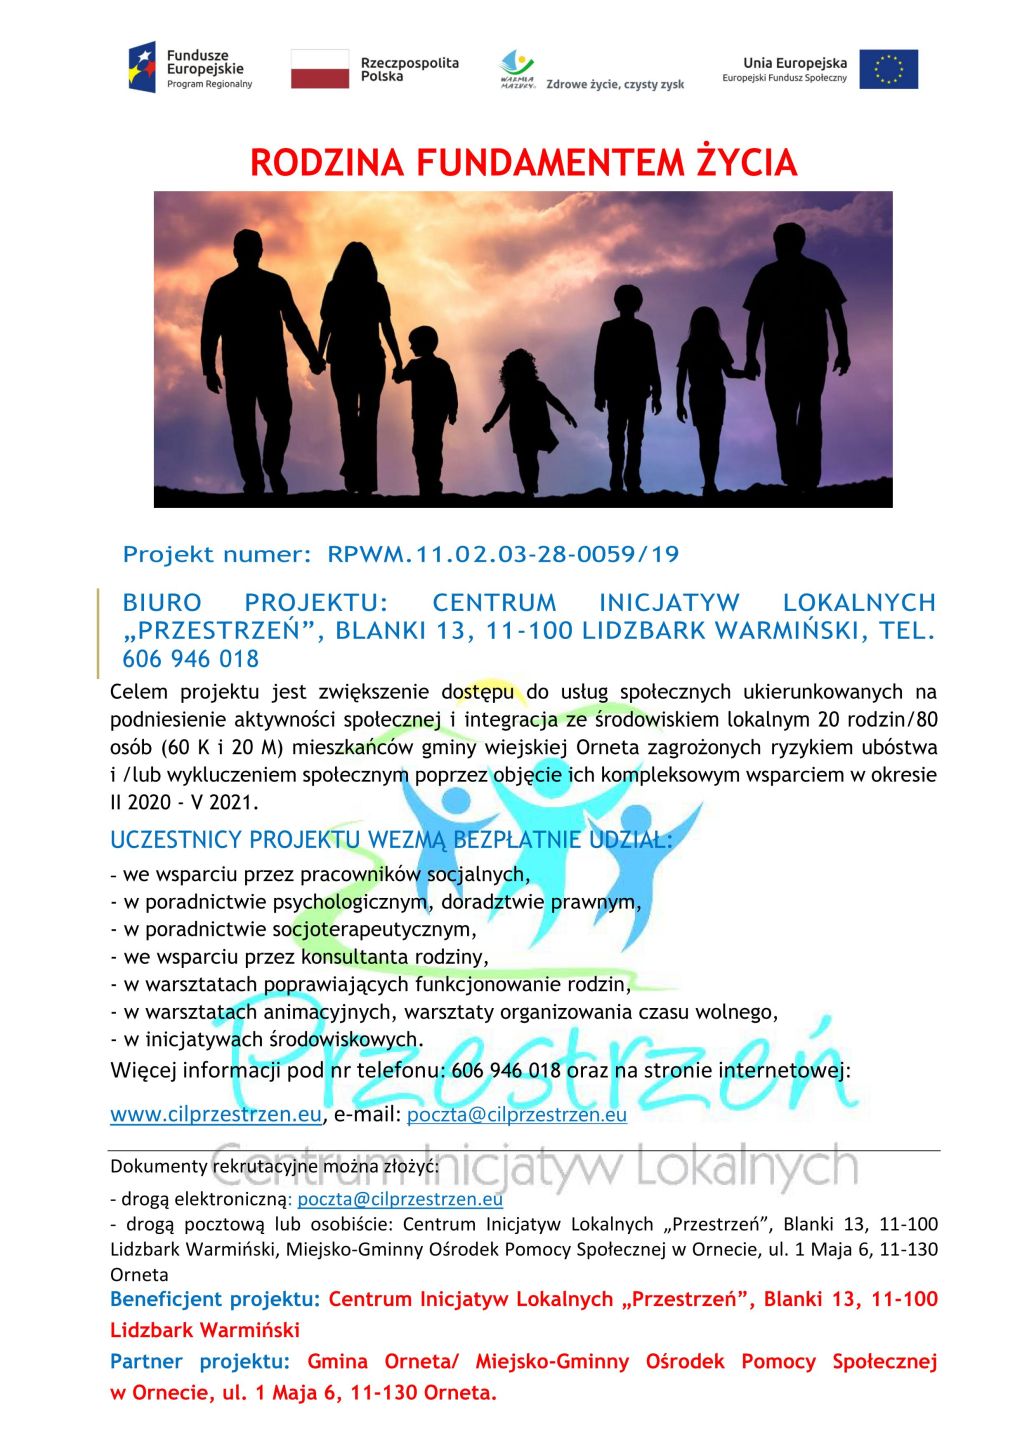 Fundusze
Europejskie
Program Regionalny
Rzeczpospolita
Polska
WARMIA
MAZURY
Zdrowe życie, czysty zysk
Unia Europejska
Europejski Fundusz Społeczny
RODZINA FUNDAMENTEM ŻYCIA
Projekt numer: RPWM.11.02.03-28-0059/19
BIURO PROJEKTU: CENTRUM INICJATYW LOKALNYCH
„PRZESTRZEŃ”, BLANKI 13, 11-100 LIDZBARK WARMIŃSKI, TEL.
606 946 018
Celem projektu jest zwiększenie dostępu do usług społecznych ukierunkowanych na
podniesienie aktywności społecznej i integracja ze środowiskiem lokalnym 20 rodzin/80
osób (60 K i 20 M) mieszkańców gminy wiejskiej Orneta zagrożonych ryzykiem ubóstwa
i /lub wykluczeniem społecznym poprzez objęcie ich kompleksowym wsparciem w okresie
II 2020 - V 2021.
UCZESTNICY PROJEKTU WEZMĄ BEZPŁATNIE UDZIAŁ:
- we wsparciu przez pracowników socjalnych,
- w poradnictwie psychologicznym, doradztwie prawnym,
- w poradnictwie socjoterapeutycznym,
- we wsparciu przez konsultanta rodziny,
- w warsztatach poprawiających funkcjonowanie rodzin,
- w warsztatach animacyjnych, warsztaty organizowania czasu wolnego,
- w inicjatywach środowiskowych.
Przestrzeń
Więcej informacji pod nr telefonu: 606 946 018 oraz na stronie internetowej:
www.cilprzestrzen.eu, e-mail: poczta@cilprzestrzen.eu
Centrum Inicjatyw Lokalnych
Dokumenty rekrutacyjne można złożyć:
- drogą elektroniczną: poczta@cilprzestrzen.eu
- drogą pocztową lub osobiście: Centrum Inicjatyw Lokalnych „Przestrzeń”, Blanki 13, 11-100
Lidzbark Warmiński, Miejsko-Gminny Ośrodek Pomocy Społecznej w Ornecie, ul. 1 Maja 6, 11-130
Orneta
Beneficjent projektu: Centrum Inicjatyw Lokalnych „Przestrzeń”, Blanki 13, 11-100
Lidzbark Warmiński
Partner projektu: Gmina Orneta/ Miejsko-Gminny Ośrodek Pomocy Społecznej
w Ornecie, ul. 1 Maja 6, 11-130 Orneta.